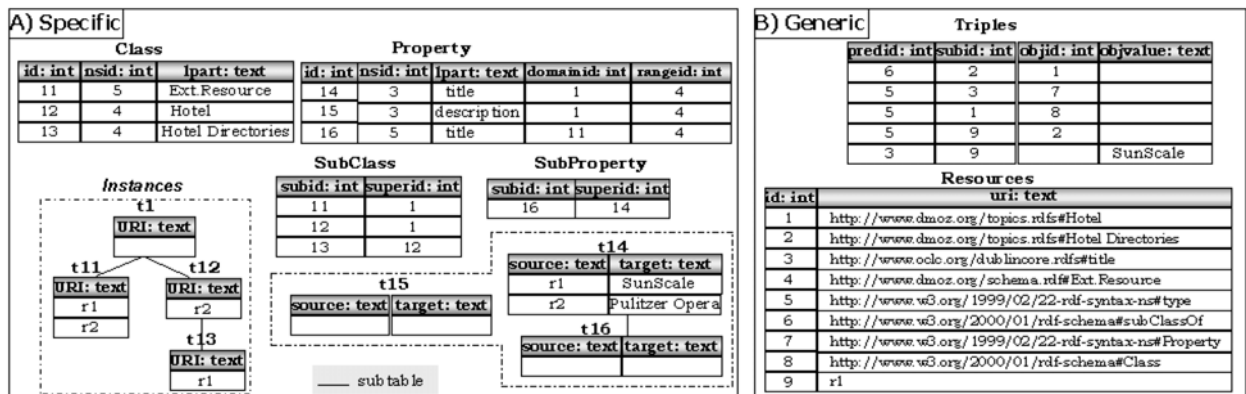 A) Specific
Class
id: int nsid: int lpart: text
11 5 Ext.Resource
12 4 Hotel
13 4 Hotel Directories
Property
id: int nsid: int lpart: text domainid: int rangeid: int
14 3 title 1 4
15 3 description 1 4
16 5 title 11 4
SubClass
subid: int superid: int
11 1
12 1
13 12
SubProperty
subid: int superid: int
16 14
Instances
t1
URI: text
t11
URI: text
r1
r2
t12
URI: text
r2
t13
URI: text
r1
t15
source: text target: text
t14
source: text target: text
r1 SunScale
r2 Pulitzer Opera
t16
source: text target: text
sub table
B) Generic
Triples
predid: int subid: int objid: int objvalue: text
6 2 1
5 3 7
5 1 8
5 9 2
3 9 SunScale
Resources
id: int uri: text
1 http://www.dmoz.org/topics.rdfs#Hotel
2 http://www.dmoz.org/topics.rdfs#Hotel Directories
3 http://www.oclc.org/dublincore.rdfs#title
4 http://www.dmoz.org/schema.rdf#Ext.Resource
5 http://www.w3.org/1999/02/22-rdf-syntax-ns#type
6 http://www.w3.org/2000/01/rdf-schema#subClassOf
7 http://www.w3.org/1999/02/22-rdf-syntax-ns#Property
8 http://www.w3.org/2000/01/rdf-schema#Class
9 r1